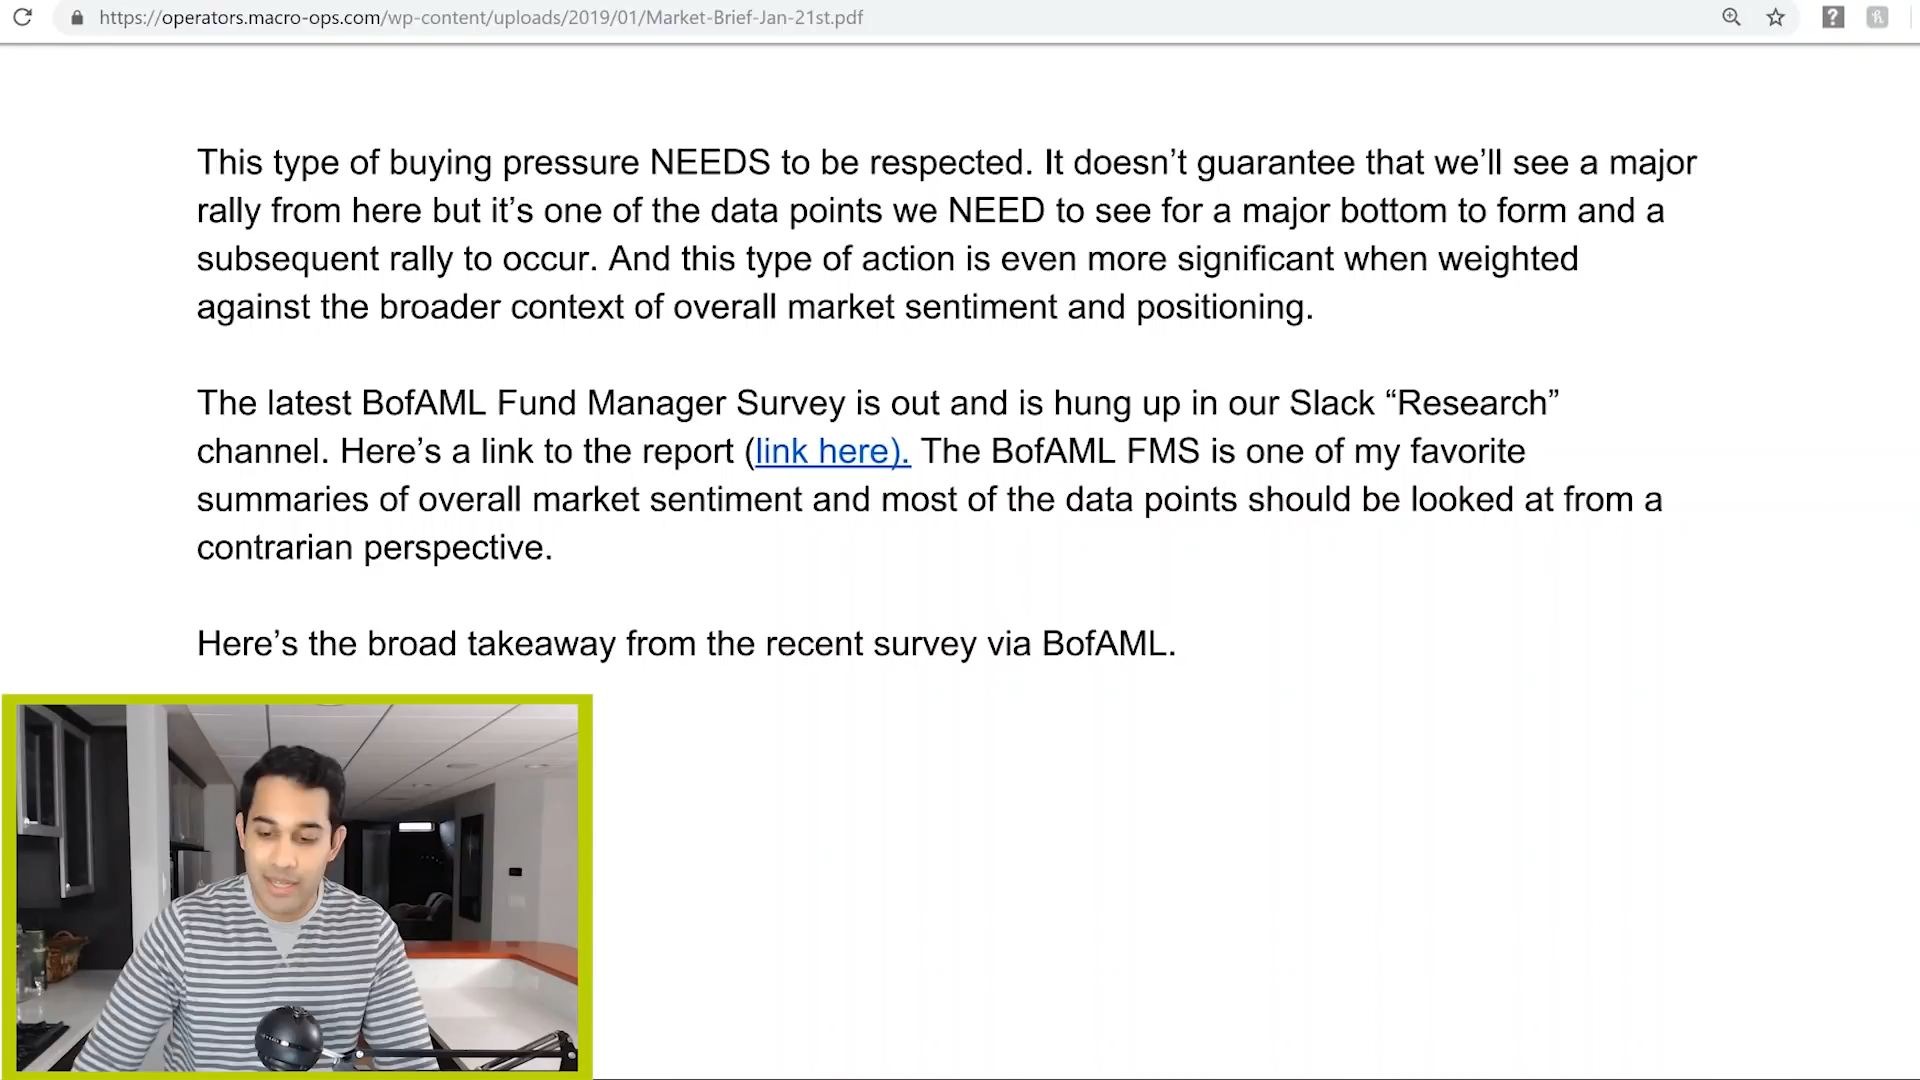 https://operators.macro-ops.com/wp-content/uploads/2019/01/Market-Brief-Jan-21st.pdf
This type of buying pressure NEEDS to be respected. It doesn’t guarantee that we’ll see a major
rally from here but it’s one of the data points we NEED to see for a major bottom to form and a
subsequent rally to occur. And this type of action is even more significant when weighted
against the broader context of overall market sentiment and positioning.
The latest BofAML Fund Manager Survey is out and is hung up in our Slack “Research”
channel. Here’s a link to the report (link here). The BofAML FMS is one of my favorite
summaries of overall market sentiment and most of the data points should be looked at from a
contrarian perspective.
Here’s the broad takeaway from the recent survey via BofAML.